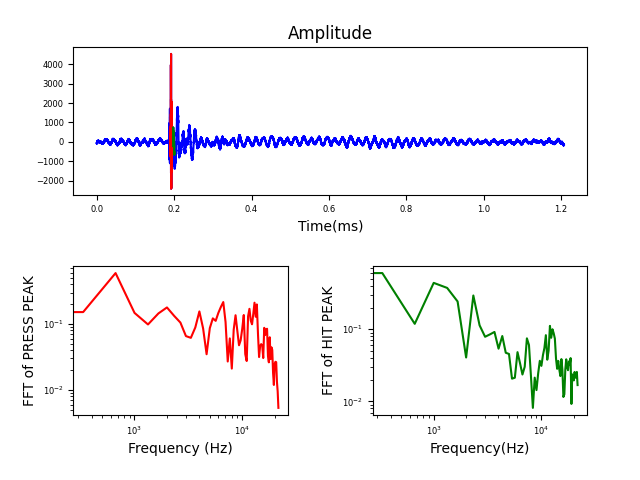 Amplitude
4000
3000
2000
1000
0
−1000
−2000
0.0 0.2 0.4 0.6 0.8 1.0 1.2
Time(ms)
FFT of PRESS PEAK
10⁻¹
10⁻²
10³ 10⁴
Frequency (Hz)
FFT of HIT PEAK
10⁻¹
10⁻²
10³ 10⁴
Frequency(Hz)